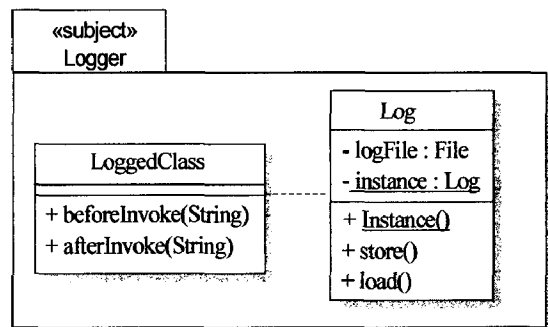 «subject»
Logger
LoggedClass
+ beforeInvoke(String)
+ afterInvoke(String)
Log
- logFile : File
- instance : Log
+ Instance()
+ store()
+ load()